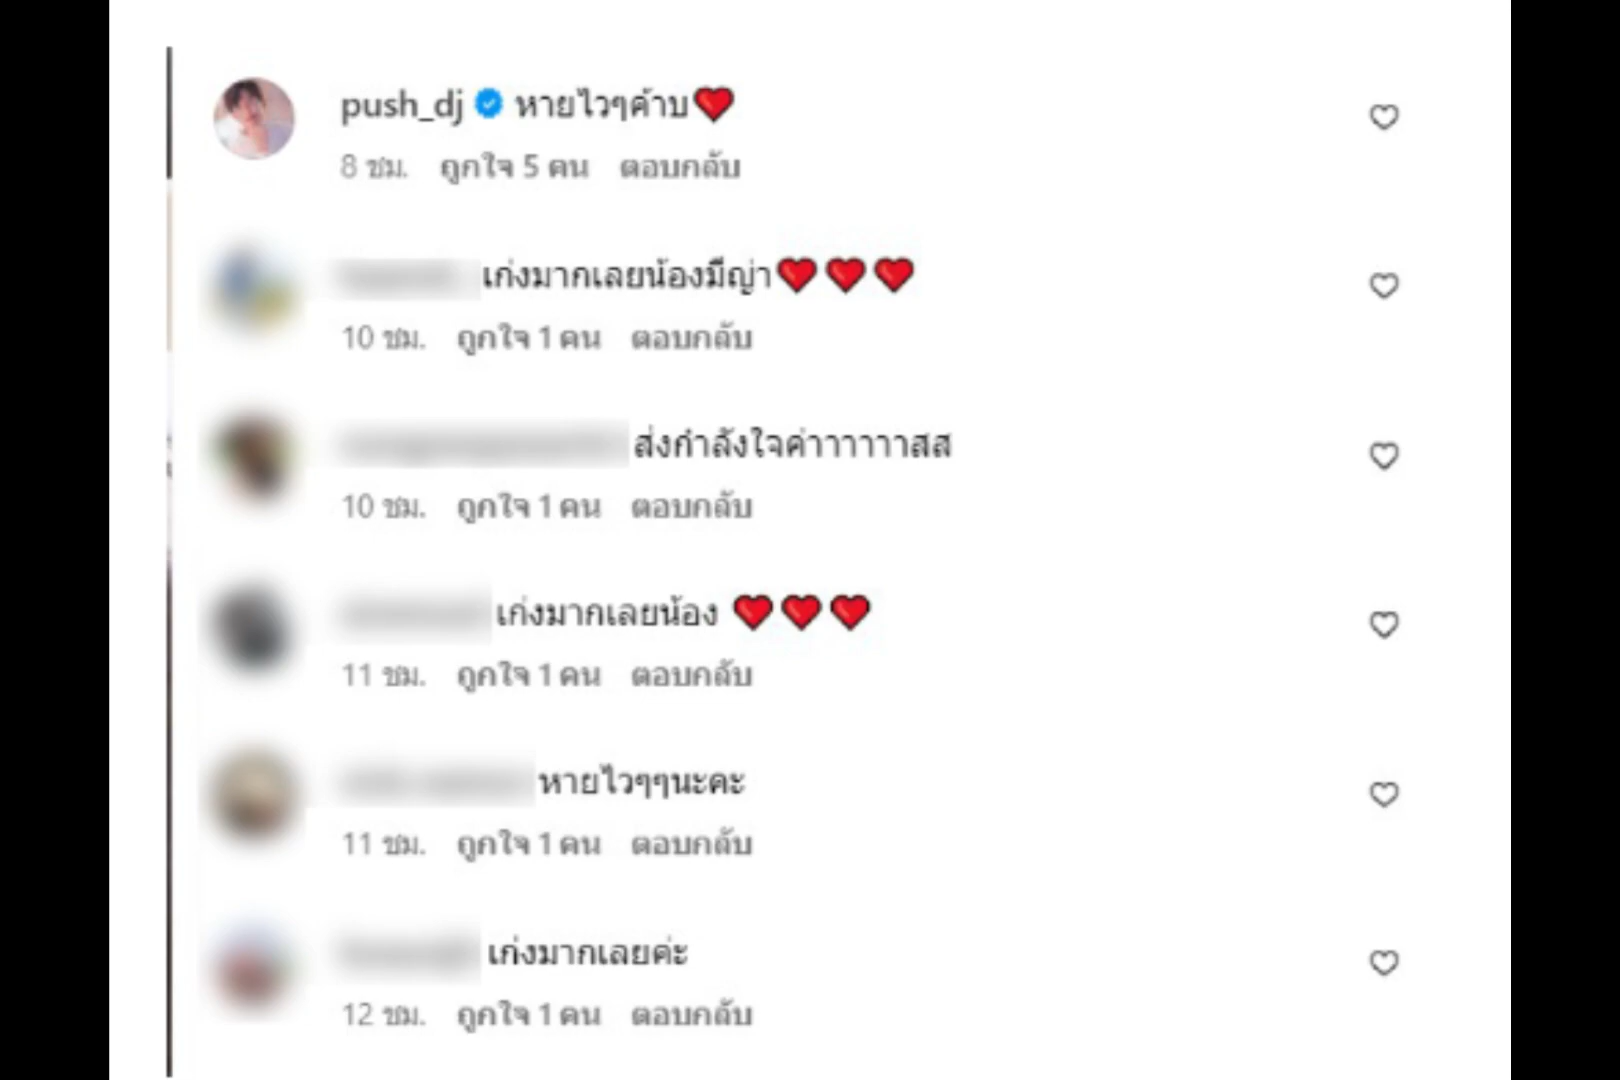 push_dj หายไวๆค้าบ❤️
8 ชม. ถูกใจ 5 คน ตอบกลับ
เก่งมากเลยน้องมีญ่า❤️❤️❤️
10 ชม. ถูกใจ 1 คน ตอบกลับ
ส่งกำลังใจค่าาาาาาสส
10 ชม. ถูกใจ 1 คน ตอบกลับ
เก่งมากเลยน้อง ❤️❤️❤️
11 ชม. ถูกใจ 1 คน ตอบกลับ
หายไวๆๆนะคะ
11 ชม. ถูกใจ 1 คน ตอบกลับ
เก่งมากเลยค่ะ
12 ชม. ถูกใจ 1 คน ตอบกลับ